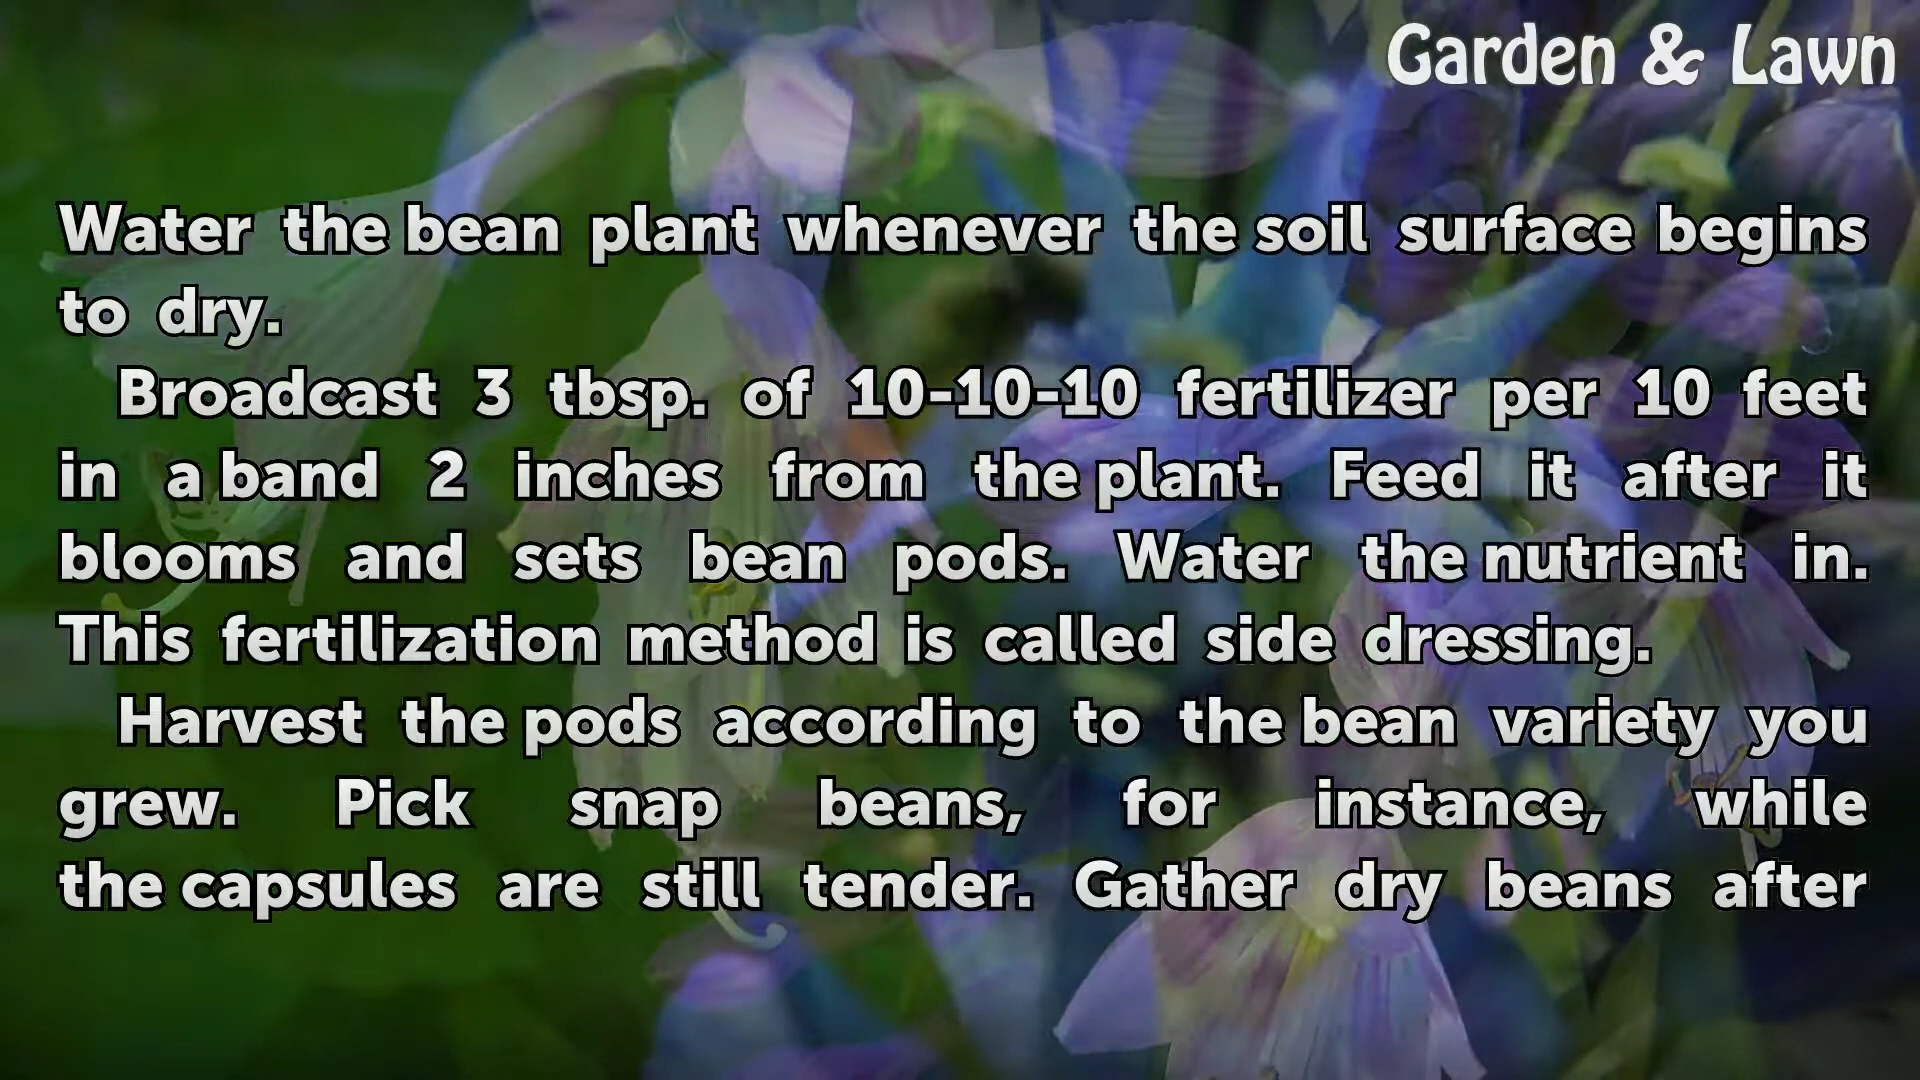 Garden & Lawn
Water the bean plant whenever the soil surface begins
to dry.
Broadcast 3 tbsp. of 10-10-10 fertilizer per 10 feet
in a band 2 inches from the plant. Feed it after it
blooms and sets bean pods. Water the nutrient in.
This fertilization method is called side dressing.
Harvest the pods according to the bean variety you
grew. Pick snap beans, for instance, while
the capsules are still tender. Gather dry beans after